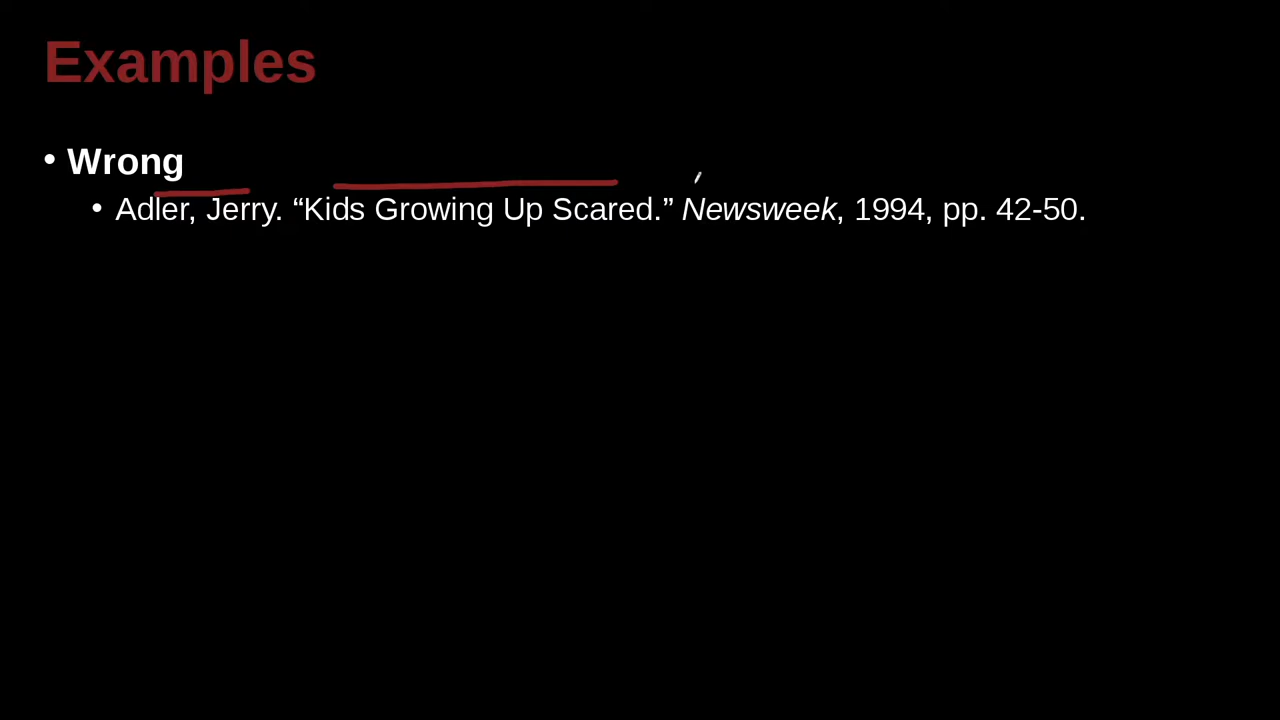 Examples
• Wrong
• Adler, Jerry. “Kids Growing Up Scared.” Newsweek, 1994, pp. 42-50.